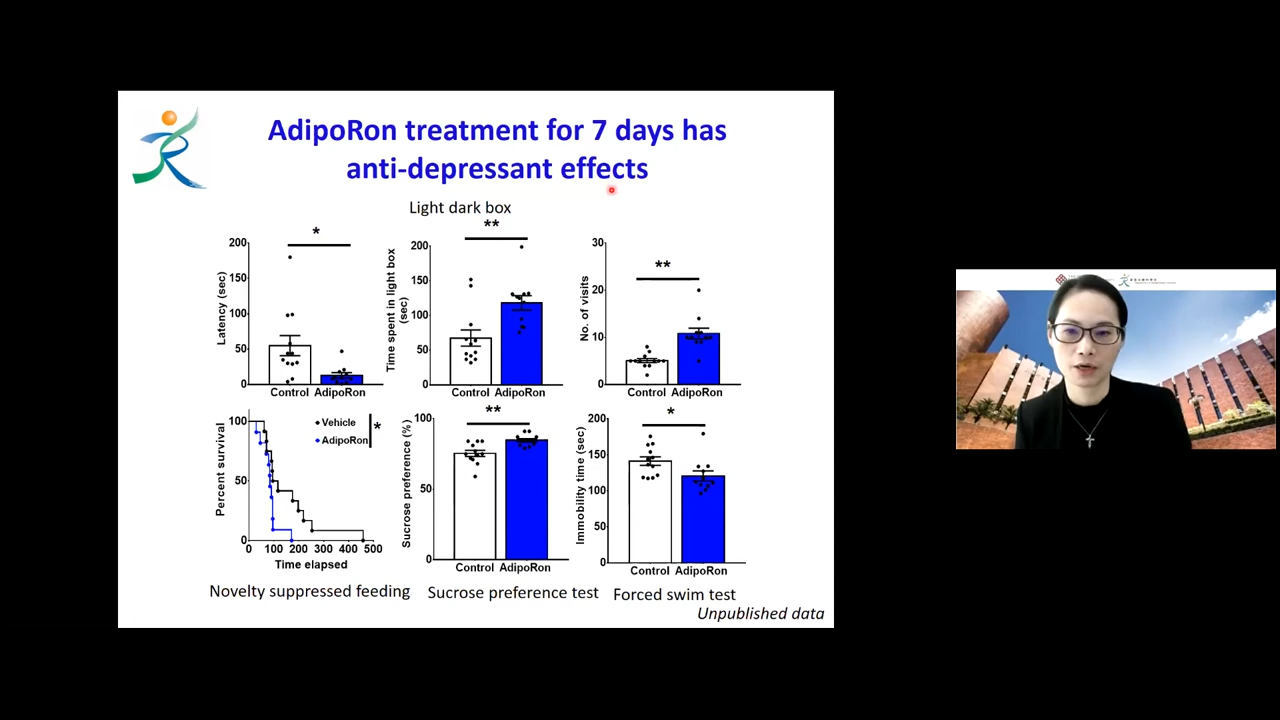 AdipoRon treatment for 7 days has
anti-depressant effects
Light dark box
*
Latency (sec)
200
150
100
50
0
Control AdipoRon
**
Time spent in light box
(sec)
200
150
100
50
0
Control AdipoRon
**
No. of visits
30
20
10
0
Control AdipoRon
Percent survival
100
50
0
0 100 200 300 400 500
Time elapsed
Vehicle
AdipoRon
*
Novelty suppressed feeding
**
Sucrose preference (%)
100
50
0
Control AdipoRon
Sucrose preference test
*
Immobility time (sec)
200
150
100
50
0
Control AdipoRon
Forced swim test
Unpublished data